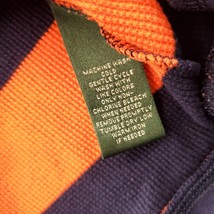 MACHINE WASH
COLD
GENTLE CYCLE
WASH WITH
LIKE COLORS
ONLY NON-
CHLORINE BLEACH
WHEN NEEDED
REMOVE PROMPTLY
TUMBLE DRY LOW
WARM IRON
IF NEEDED